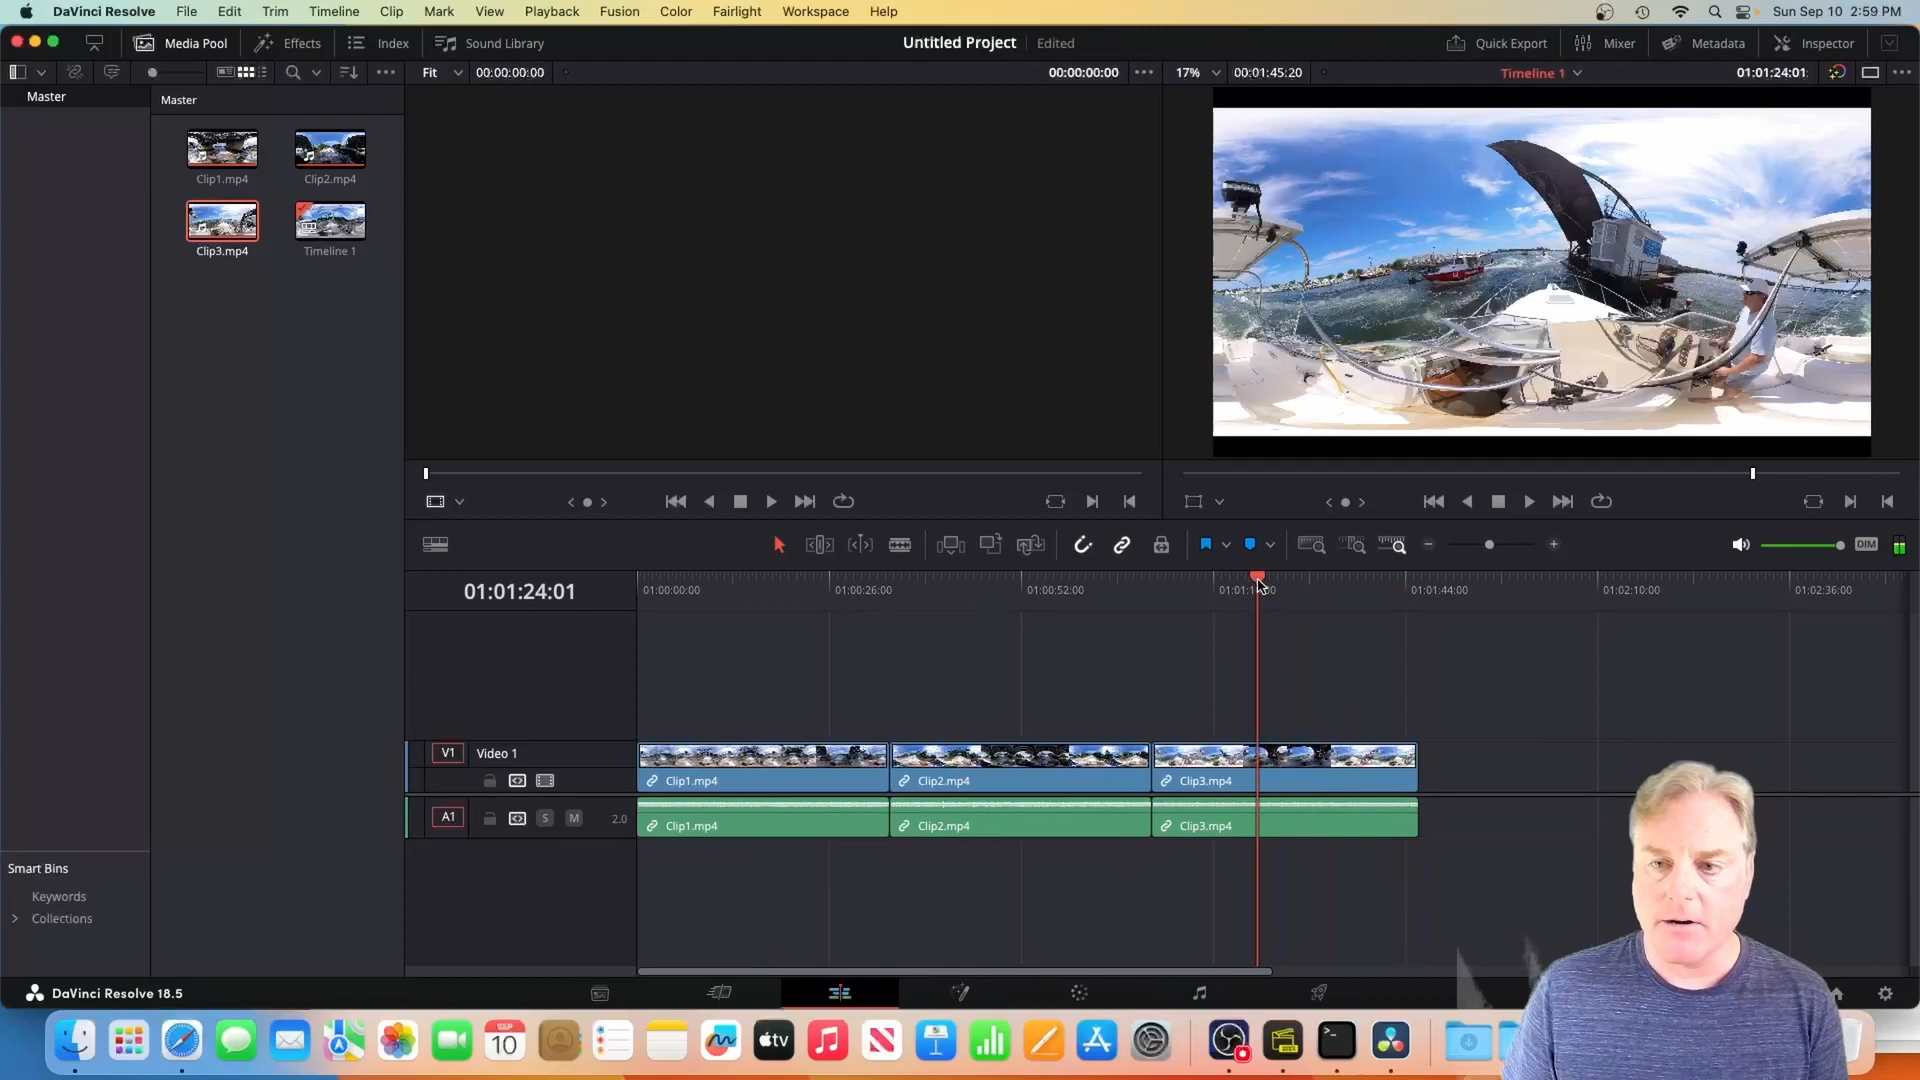 DaVinci Resolve File Edit Trim Timeline Clip Mark View Playback Fusion Color Fairlight Workspace Help Sun Sep 10 2:59 PM
Media Pool Effects Index Sound Library Untitled Project Edited Quick Export Mixer Metadata Inspector
Fit 00:00:00:00 00:00:00:00 17% 00:01:45:20 Timeline 1 01:01:24:01
Master Master
Clip1.mp4 Clip2.mp4
Clip3.mp4 Timeline 1
DIM
01:01:24:01 01:00:00:00 01:00:26:00 01:00:52:00 01:01:44:00 01:02:10:00 01:02:36:00
V1 Video 1
Clip1.mp4 Clip2.mp4 Clip3.mp4
A1 S M 2.0
Clip1.mp4 Clip2.mp4 Clip3.mp4
Smart Bins
Keywords
Collections
DaVinci Resolve 18.5
SEP
10
tv